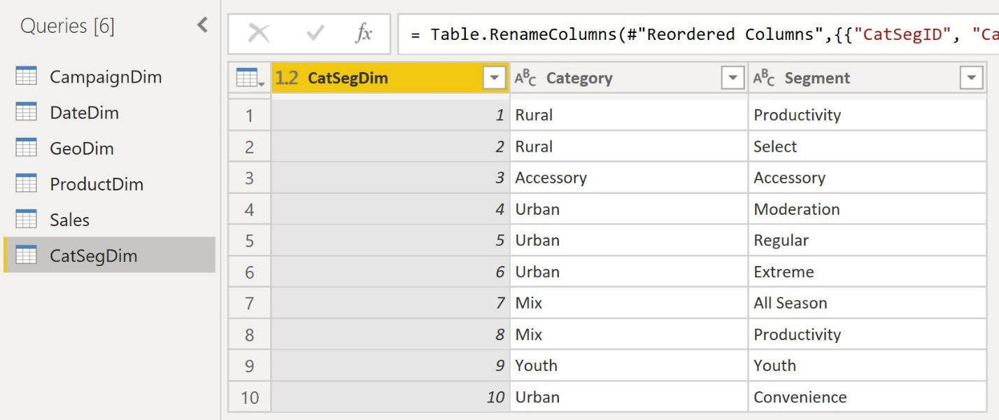 Queries [6]
CampaignDim
DateDim
GeoDim
ProductDim
Sales
CatSegDim
fx
= Table.RenameColumns(#"Reordered Columns",{{"CatSegID", "Ca
1.2 CatSegDim ABC Category ABC Segment
1 1 Rural Productivity
2 2 Rural Select
3 3 Accessory Accessory
4 4 Urban Moderation
5 5 Urban Regular
6 6 Urban Extreme
7 7 Mix All Season
8 8 Mix Productivity
9 9 Youth Youth
10 10 Urban Convenience